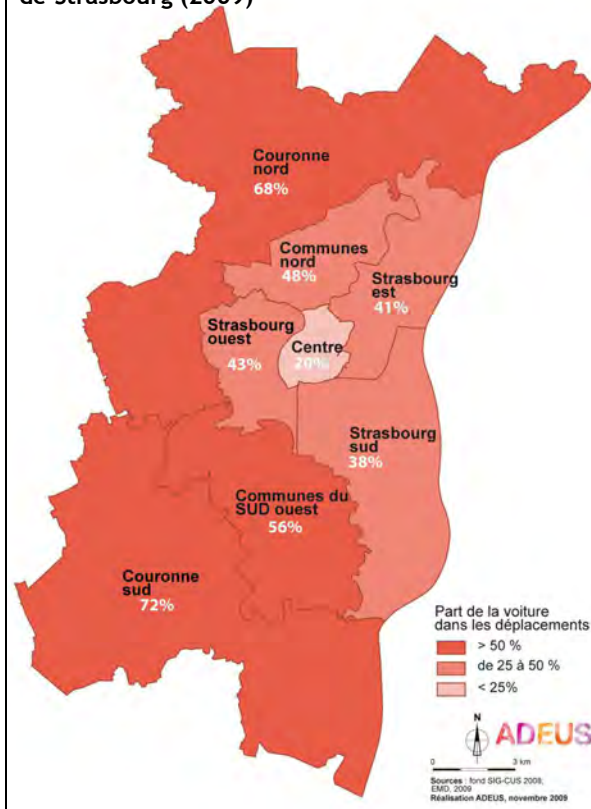 de Strasbourg (2009)
Couronne
nord
68%
Communes
nord
48%
Strasbourg
est
41%
Strasbourg
ouest
43%
Centre
20%
Strasbourg
sud
38%
Communes du
SUD ouest
56%
Couronne
sud
72%
Part de la voiture
dans les déplacements
> 50 %
de 25 à 50 %
< 25%
N
ADEUS
0 3 km
Sources : fond SIG-CUS 2008,
EMD, 2009
Réalisation ADEUS, novembre 2009